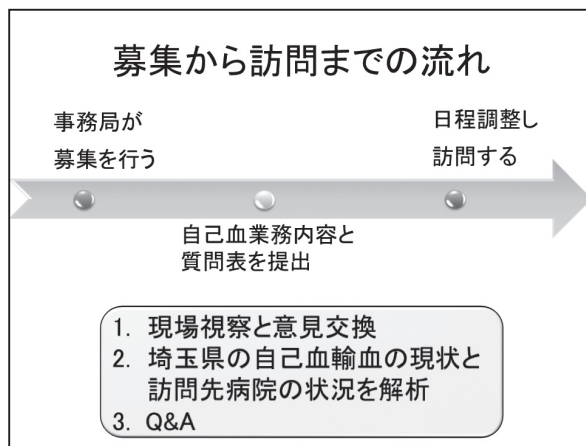 募集から訪問までの流れ
事務局が
募集を行う
日程調整し
訪問する
自己血業務内容と
質問表を提出
1. 現場視察と意見交換
2. 埼玉県の自己血輸血の現状と
訪問先病院の状況を解析
3. Q&A